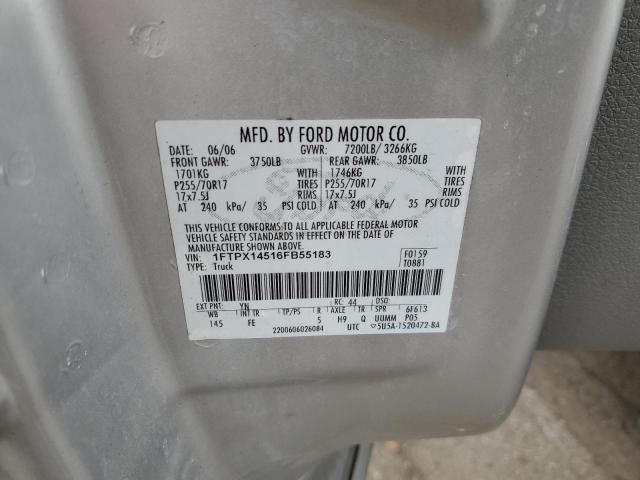 MFD. BY FORD MOTOR CO.
DATE: 06/06 GVWR: 7200LB/ 3266KG
FRONT GAWR: 3750LB REAR GAWR: 3850LB
1701KG WITH 1746KG WITH
P255/70R17 TIRES P255/70R17 TIRES
17x7.5J RIMS 17x7.5J RIMS
AT 240 kPa/ 35 PSI COLD AT 240 kPa/ 35 PSI COLD
THIS VEHICLE CONFORMS TO ALL APPLICABLE FEDERAL MOTOR
VEHICLE SAFETY STANDARDS IN EFFECT ON THE DATE OF
MANUFACTURE SHOWN ABOVE.
VIN: 1FTPX14516FB55183 F0159
TYPE: Truck T0881
EXT PNT: YN RC: 44 DSO:
WB INT TR TP/PS R AXLE TR SPR 6F613
145 FE 5 H9 Q UUMM P05
2200606026084 UTC ▽5U5A-1520472-BA